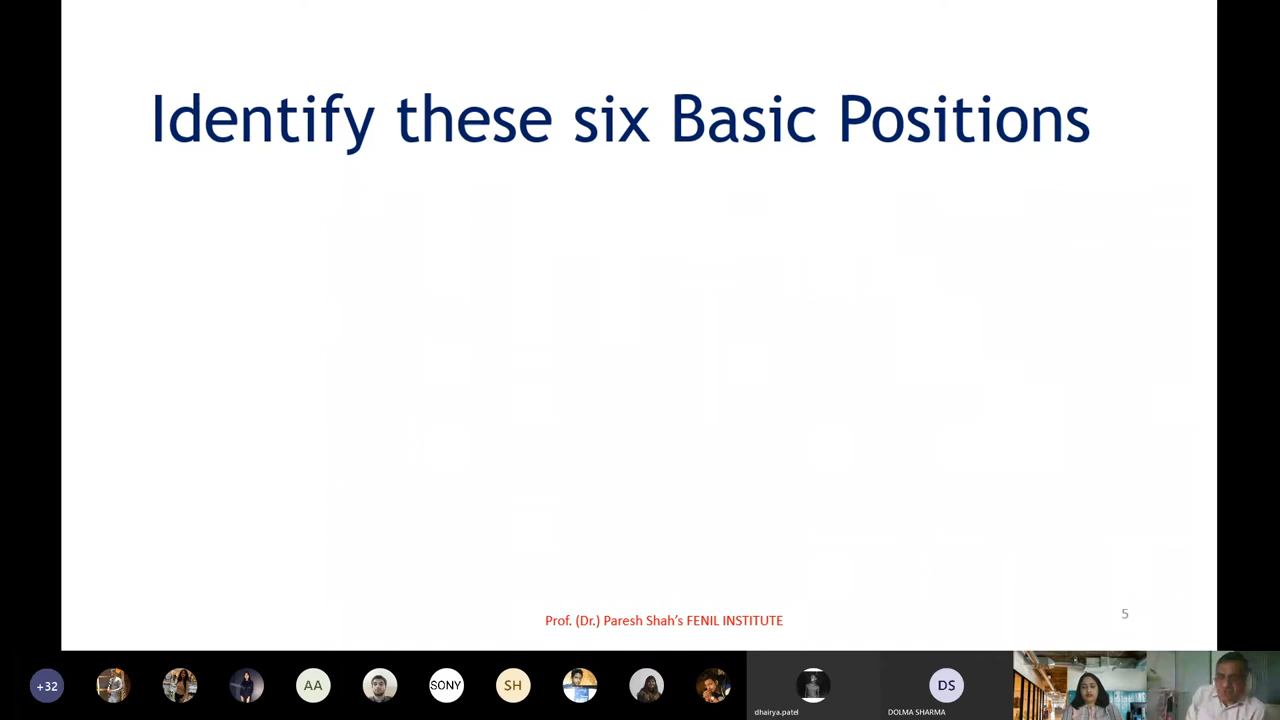 Identify these six Basic Positions
5
Prof. (Dr.) Paresh Shah's FENIL INSTITUTE
+32
AA
SONY
SH
dhairya.patel
DS
DOLMA SHARMA